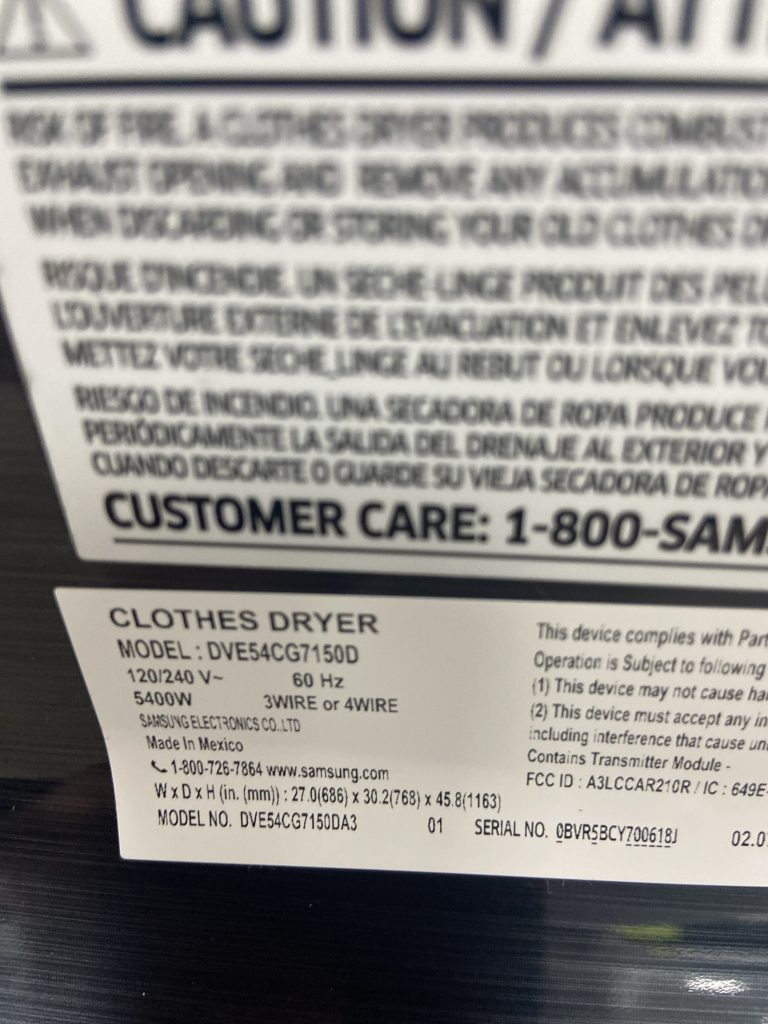 CAUTION / ATT
RISK OF FIRE, A CLOTHES DRYER PRODUCES COMBUST
EXHAUST OPENING AND REMOVE ANY ACCUMULATIO
WHEN DISCARDING OR STORING YOUR OLD CLOTHES D
RISQUE D'INCENDIE. UN SÈCHE-LINGE PRODUIT DES PEL
L'OUVERTURE EXTERNE DE L'EVACUATION ET ENLEVEZ TO
METTEZ VOTRE SECHE_LINGE AU REBUT OU LORSQUE VOU
RIESGO DE INCENDIO. UNA SECADORA DE ROPA PRODUCE
PERIÓDICAMENTE LA SALIDA DEL DRENAJE AL EXTERIOR Y
CUANDO DESCARTE O GUARDE SU VIEJA SECADORA DE ROPA
CUSTOMER CARE: 1-800-SAM
CLOTHES DRYER
MODEL : DVE54CG7150D
120/240 V~ 60 Hz
5400W 3WIRE or 4WIRE
SAMSUNG ELECTRONICS CO..LTD
Made In Mexico
1-800-726-7864 www.samsung.com
W x D x H (in. (mm)) : 27.0(686) x 30.2(768) x 45.8(1163)
MODEL NO. DVE54CG7150DA3 01 SERIAL NO. 0BVR5BCY700618J 02.0
This device complies with Part
Operation is Subject to following
(1) This device may not cause ha
(2) This device must accept any in
including interference that cause un
Contains Transmitter Module -
FCC ID : A3LCCAR210R / IC : 649E-